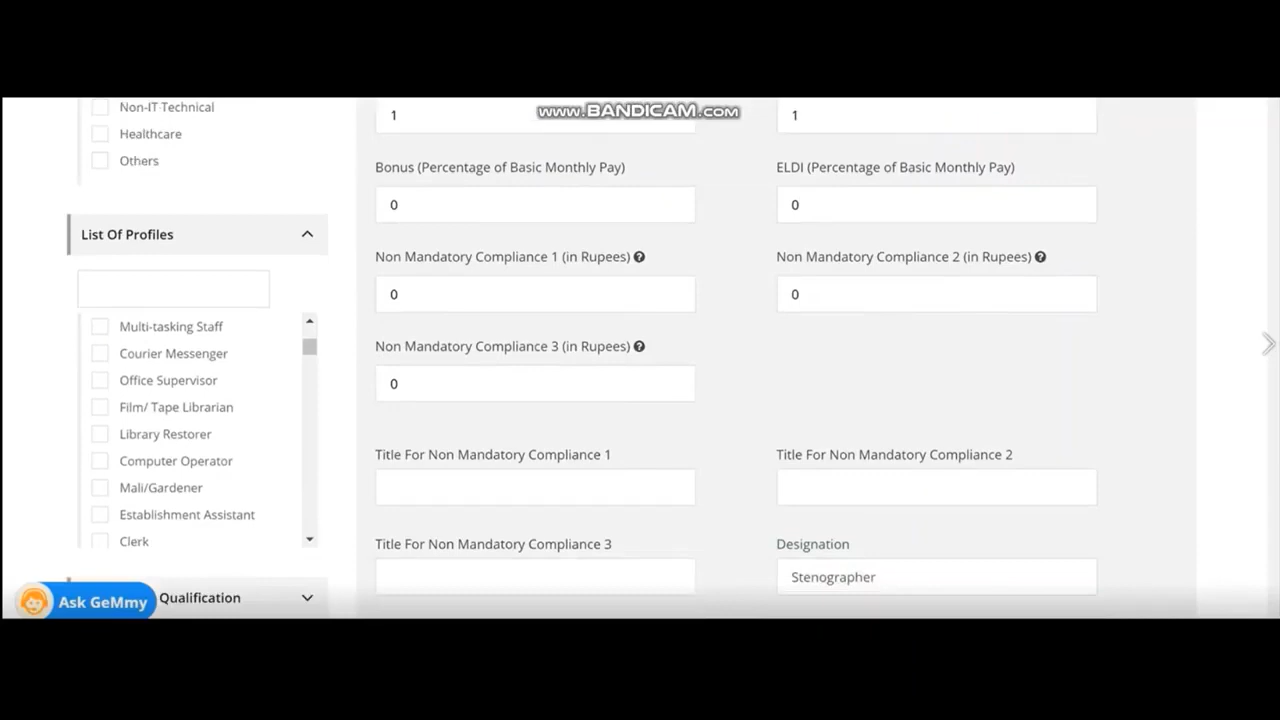 www.BANDICAM.com
Non-IT Technical
Healthcare
Others
List Of Profiles
Multi-tasking Staff
Courier Messenger
Office Supervisor
Film/ Tape Librarian
Library Restorer
Computer Operator
Mali/Gardener
Establishment Assistant
Clerk
Ask GeMmy
Qualification
1
1
Bonus (Percentage of Basic Monthly Pay)
ELDI (Percentage of Basic Monthly Pay)
0
0
Non Mandatory Compliance 1 (in Rupees) ?
Non Mandatory Compliance 2 (in Rupees) ?
0
0
Non Mandatory Compliance 3 (in Rupees) ?
0
Title For Non Mandatory Compliance 1
Title For Non Mandatory Compliance 2
Title For Non Mandatory Compliance 3
Designation
Stenographer